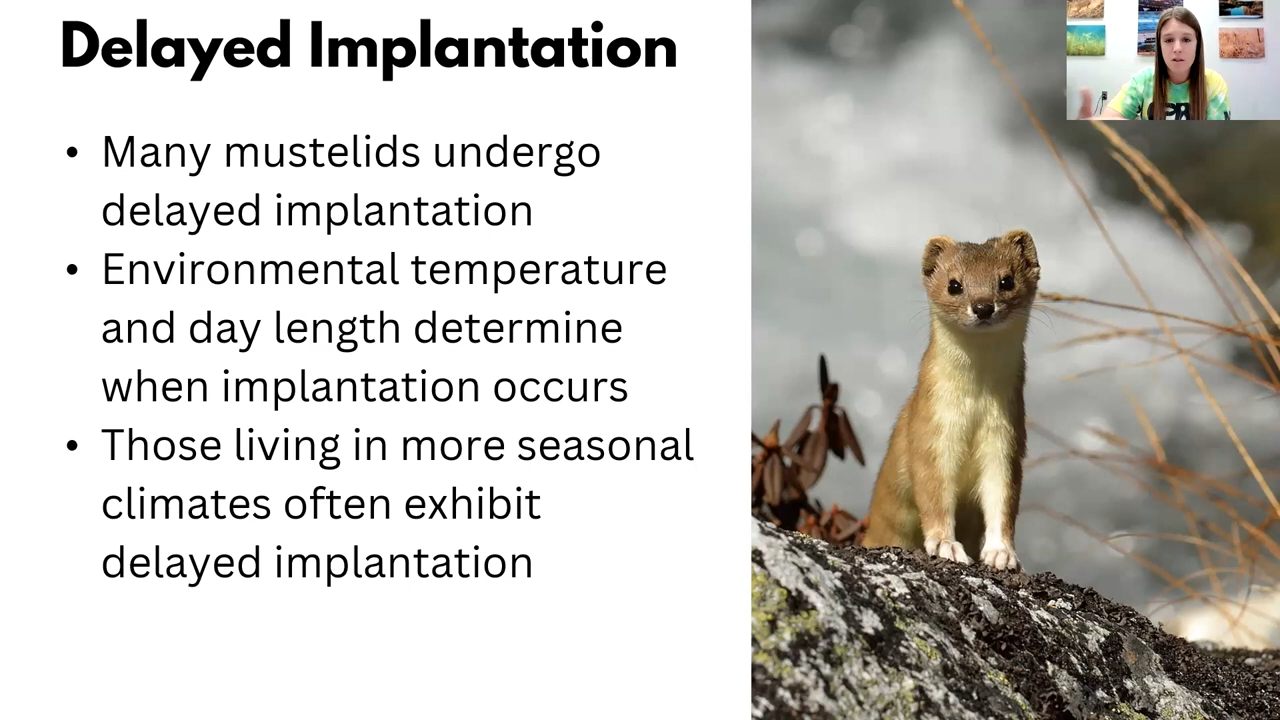 Delayed Implantation
• Many mustelids undergo
delayed implantation
• Environmental temperature
and day length determine
when implantation occurs
• Those living in more seasonal
climates often exhibit
delayed implantation